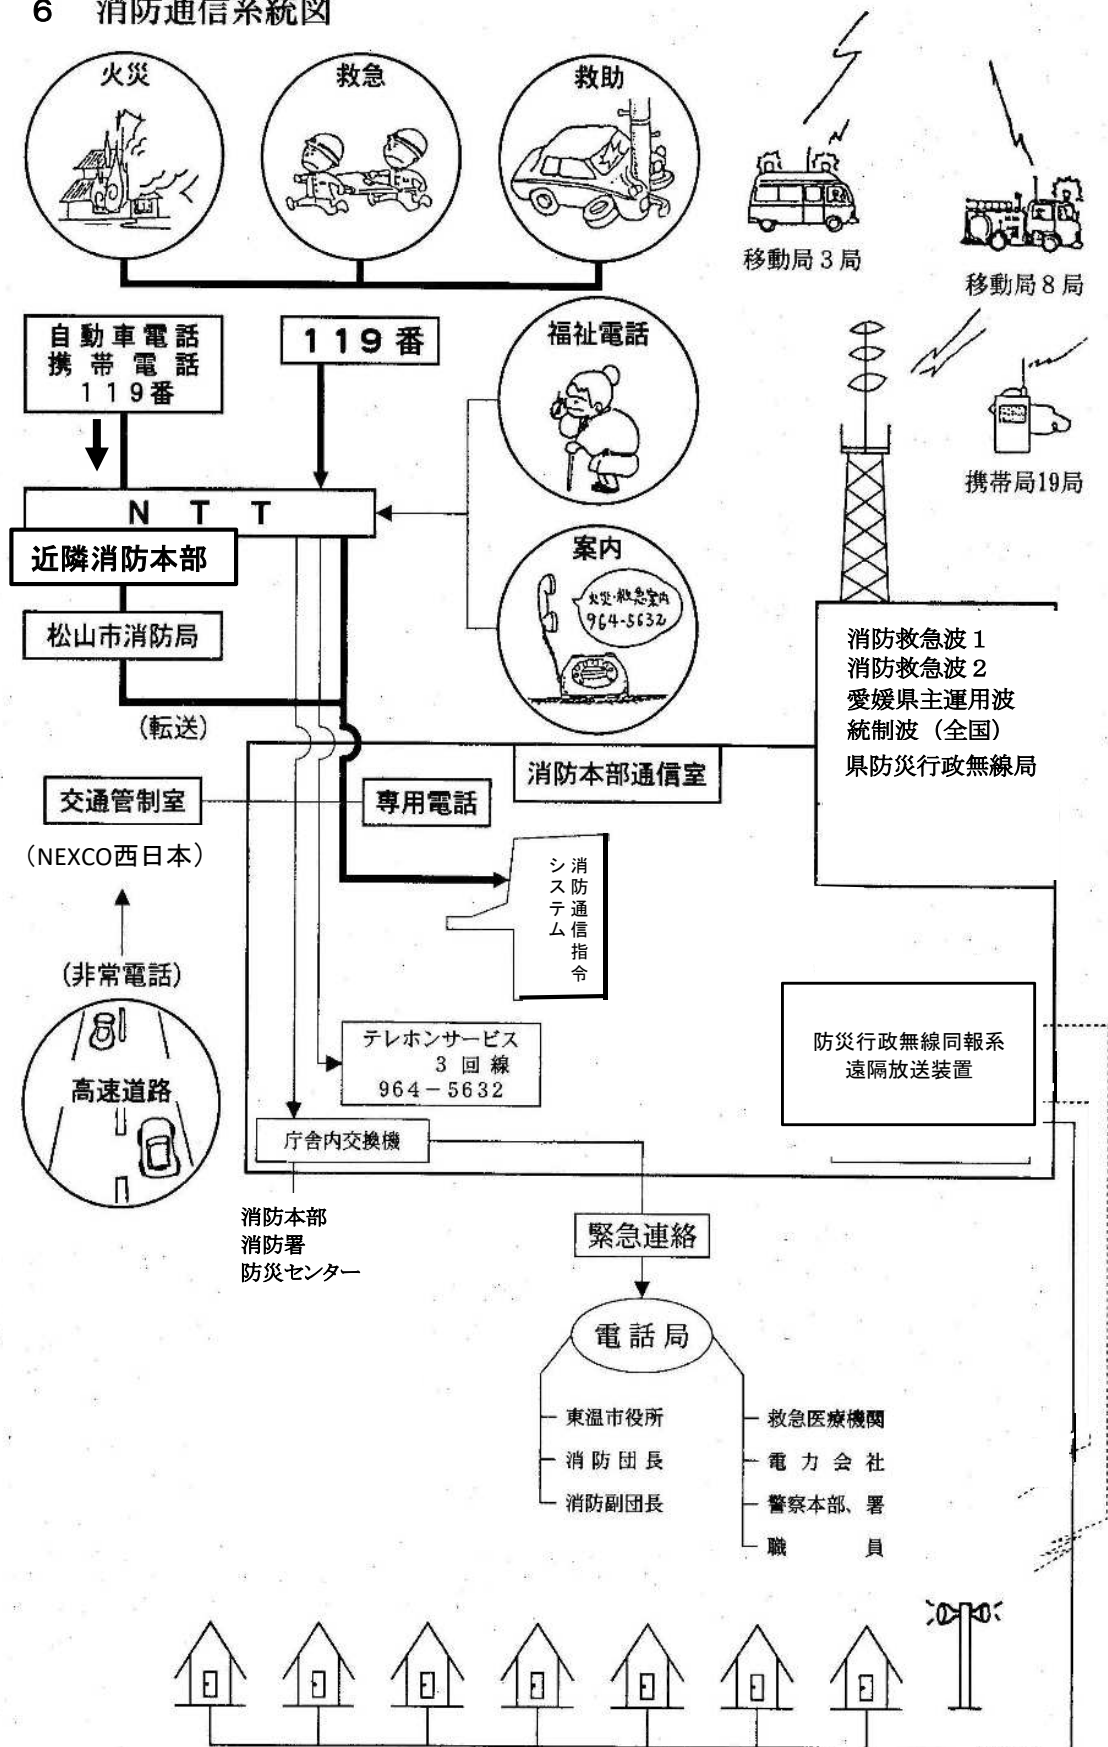 6 消防通信系統図
火災
救急
救助
移動局3局
移動局8局
自動車電話
携帯電話
119番
119番
福祉電話
携帯局19局
NTT
近隣消防本部
案内
火災・救急案内
964-5632
松山市消防局
(転送)
消防救急波1
消防救急波2
愛媛県主運用波
統制波（全国）
県防災行政無線局
消防本部通信室
交通管制室
専用電話
（NEXCO西日本）
消防通信指令
システム
(非常電話)
高速道路
テレホンサービス
3回線
964－5632
防災行政無線同報系
遠隔放送装置
庁舎内交換機
消防本部
消防署
防災センター
緊急連絡
電話局
東温市役所
消防団長
消防副団長
救急医療機関
電力会社
警察本部、署
職員